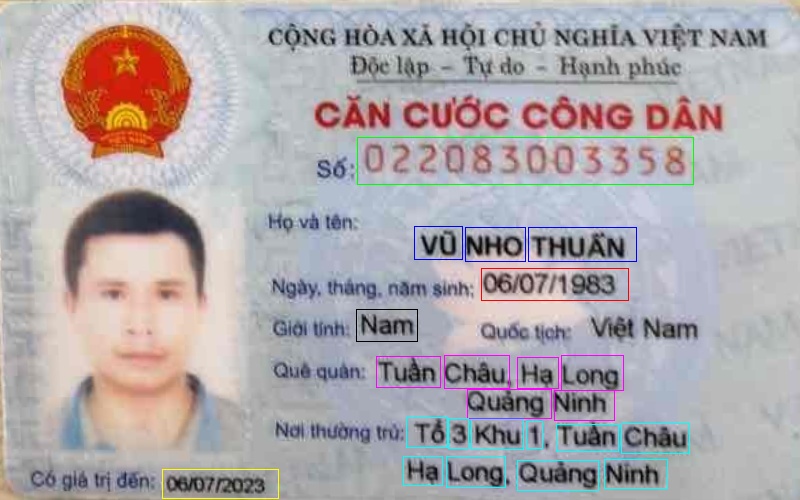 CỘNG HÒA XÃ HỘI CHỦ NGHĨA VIỆT NAM
Độc lập - Tự do - Hạnh phúc
CĂN CƯỚC CÔNG DÂN
Số: 022083003358
Họ và tên:
VŨ NHO THUẤN
Ngày, tháng, năm sinh: 06/07/1983
Giới tính: Nam Quốc tịch: Việt Nam
Quê quán: Tuần Châu, Hạ Long
Quảng Ninh
Nơi thường trú: Tổ 3 Khu 1, Tuần Châu
Hạ Long, Quảng Ninh
Có giá trị đến: 06/07/2023